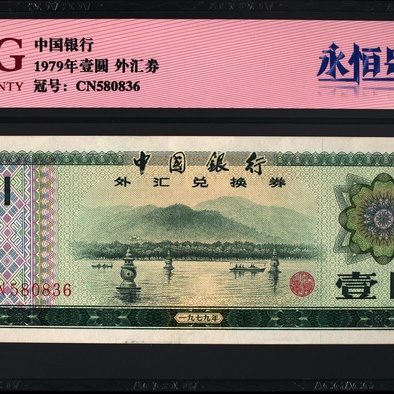 G
中国银行
1979年壹圆 外汇券
NTY
冠号：CN580836
永恒
中国银行
外汇兑换券
1
580836
壹
一九七九年